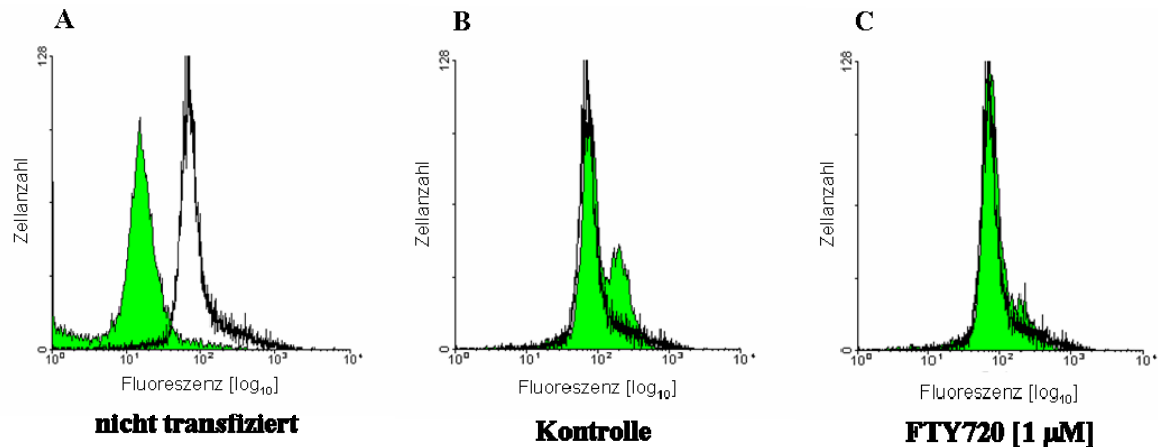 A
128
Zellanzahl
0
10⁰
10¹
10²
10³
10⁴
Fluoreszenz [log₁₀]
nicht transfiziert
B
128
Zellanzahl
0
10⁰
10¹
10²
10³
10⁴
Fluoreszenz [log₁₀]
Kontrolle
C
128
Zellanzahl
0
10⁰
10¹
10²
10³
10⁴
Fluoreszenz [log₁₀]
FTY720 [1 µM]